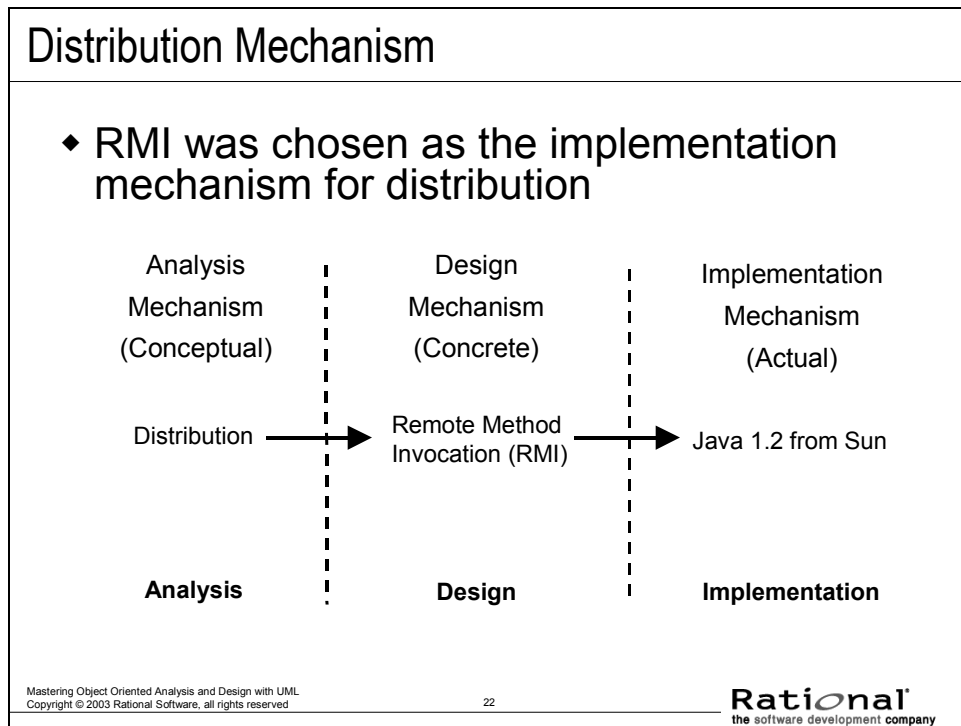 Distribution Mechanism
◆ RMI was chosen as the implementation
mechanism for distribution
Analysis
Mechanism
(Conceptual)
Design
Mechanism
(Concrete)
Implementation
Mechanism
(Actual)
Distribution
Remote Method
Invocation (RMI)
Java 1.2 from Sun
Analysis
Design
Implementation
Mastering Object Oriented Analysis and Design with UML
Copyright © 2003 Rational Software, all rights reserved
22
Rational
the software development company